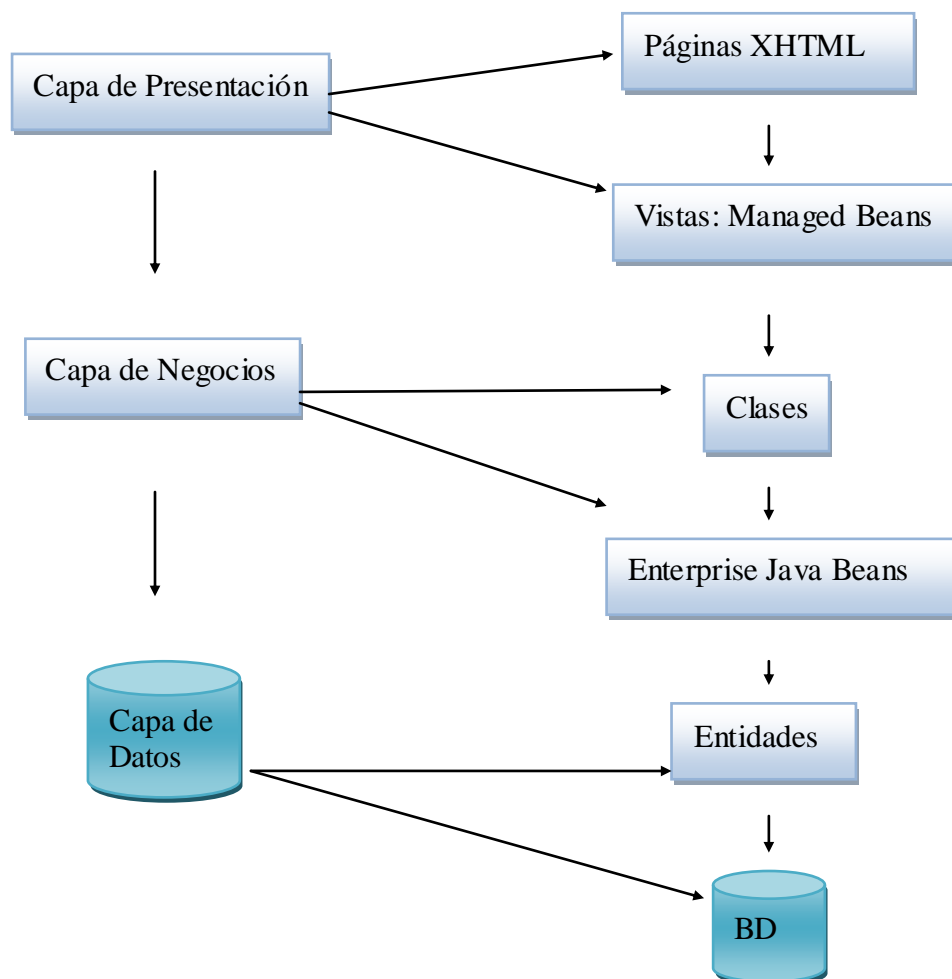 Páginas XHTML
Capa de Presentación
Vistas: Managed Beans
Capa de Negocios
Clases
Enterprise Java Beans
Capa de
Datos
Entidades
BD